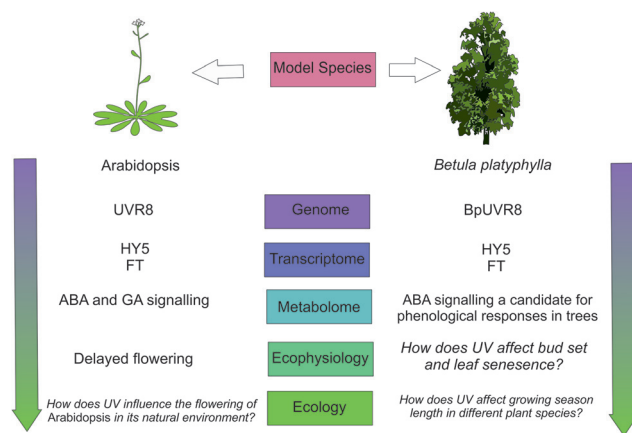 Model Species
Arabidopsis
Betula platyphylla
UVR8
Genome
BpUVR8
HY5
FT
Transcriptome
HY5
FT
ABA and GA signalling
Metabolome
ABA signalling a candidate for
phenological responses in trees
Delayed flowering
Ecophysiology
How does UV affect bud set
and leaf senesence?
How does UV influence the flowering of
Arabidopsis in its natural environment?
Ecology
How does UV affect growing season
length in different plant species?